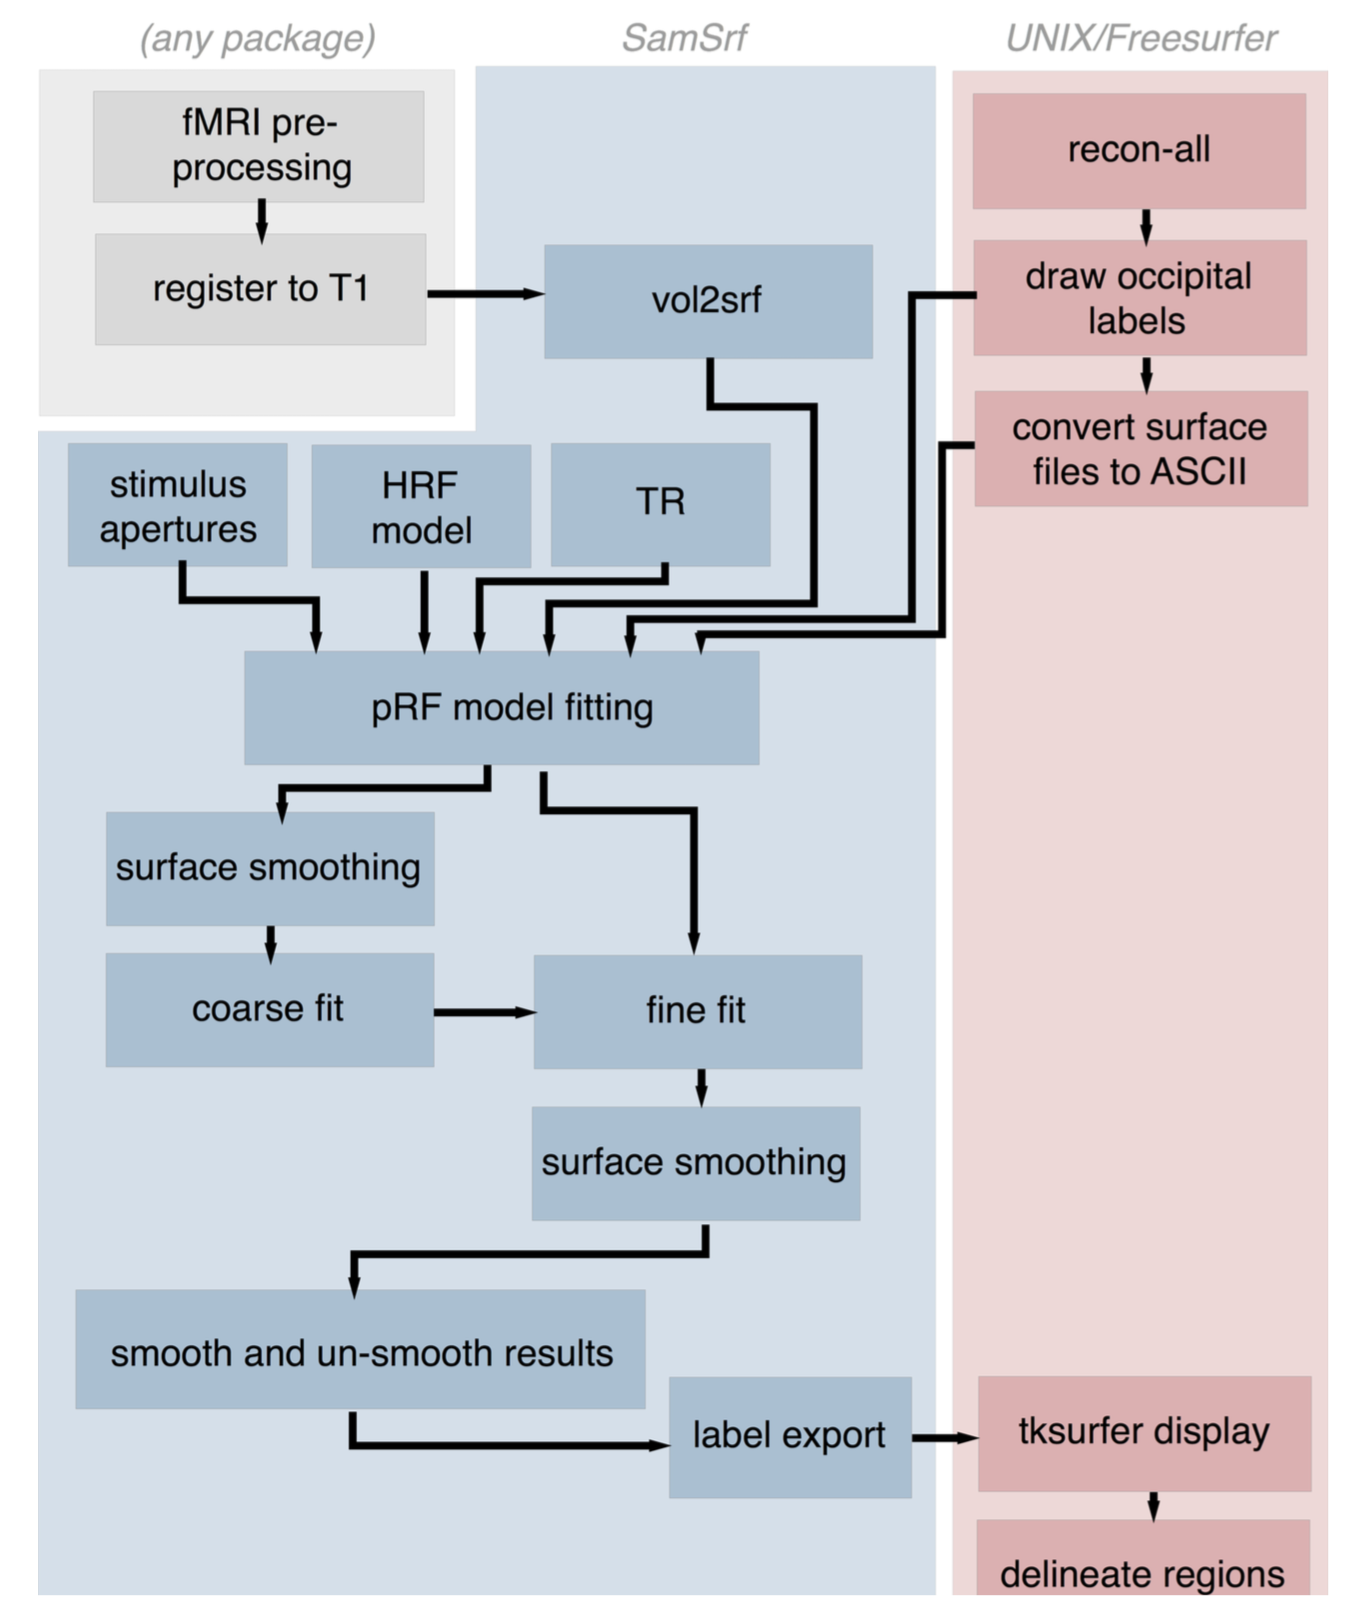 (any package)
SamSrf
UNIX/Freesurfer
fMRI pre-
processing
register to T1
vol2srf
recon-all
draw occipital
labels
convert surface
files to ASCII
stimulus
apertures
HRF
model
TR
pRF model fitting
surface smoothing
coarse fit
fine fit
surface smoothing
smooth and un-smooth results
label export
tksurfer display
delineate regions